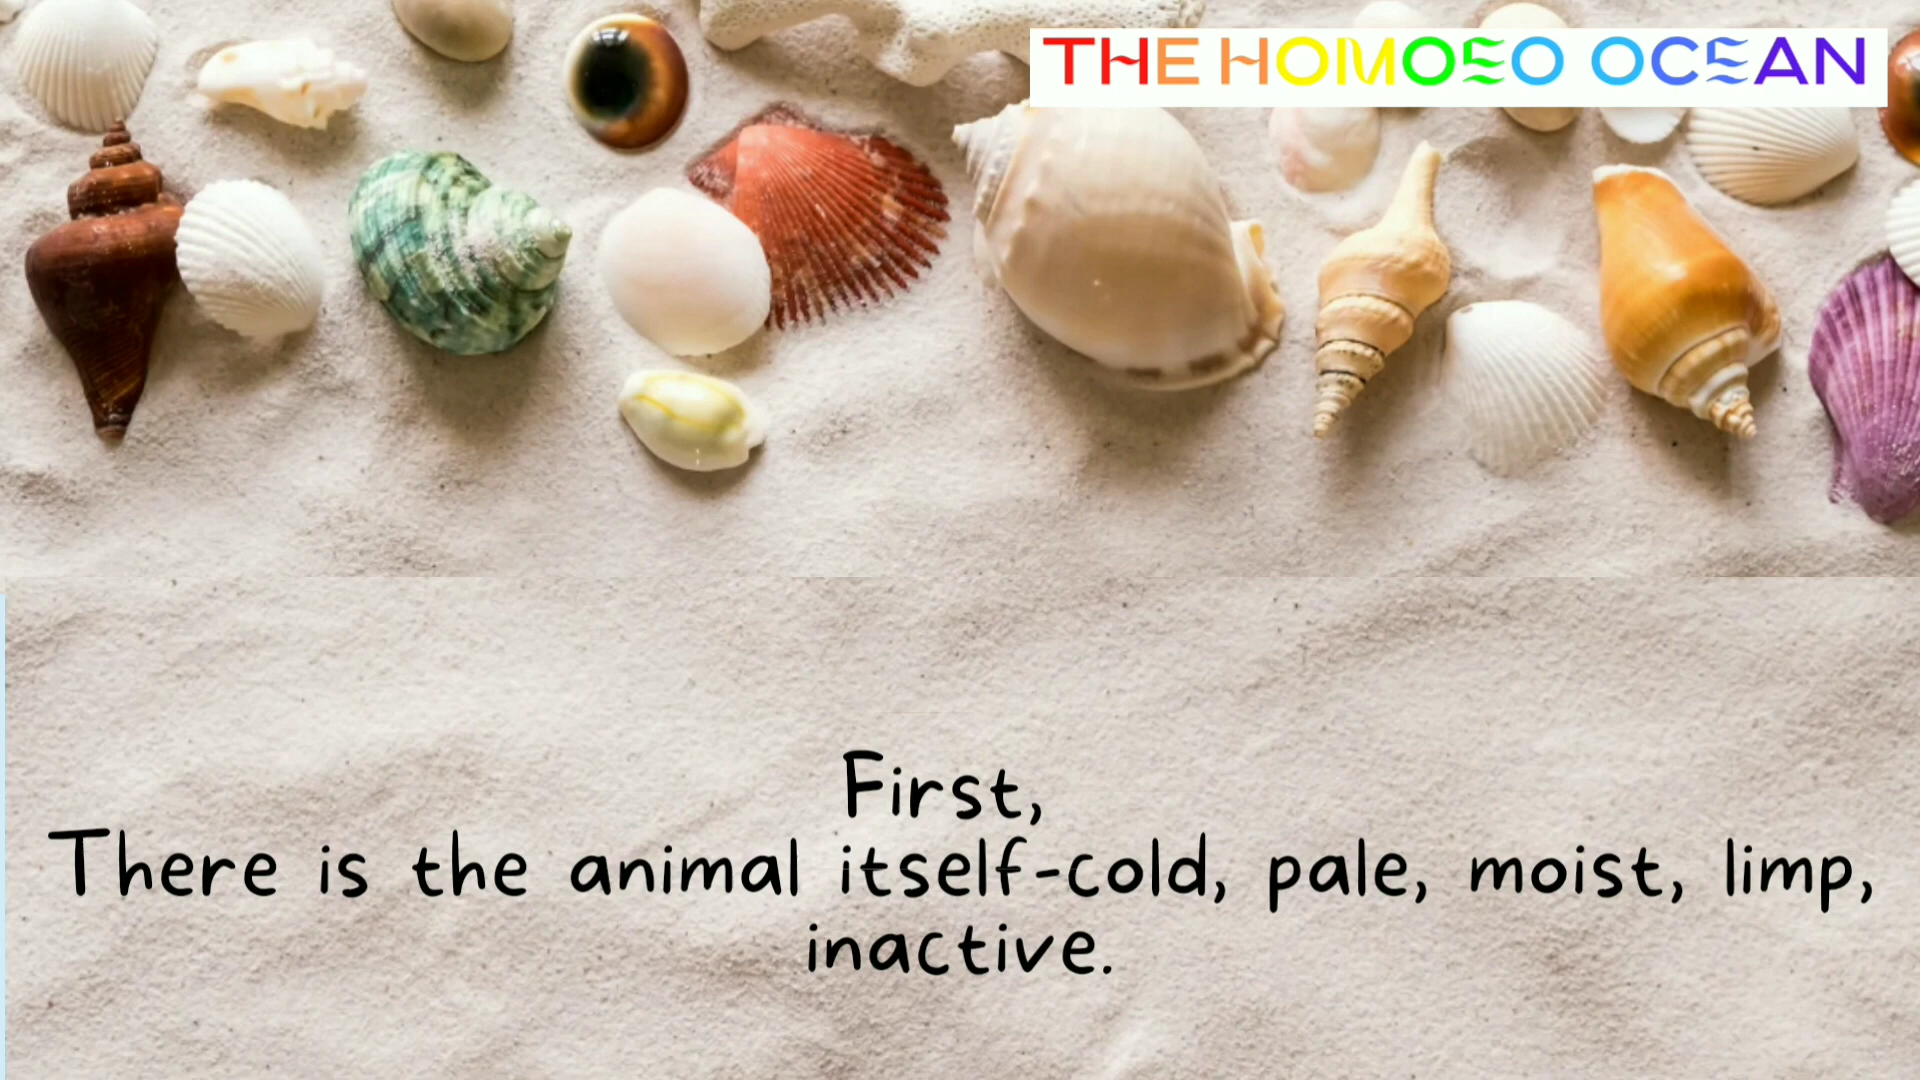 THE HOMOEO OCEAN
First,
There is the animal itself-cold, pale, moist, limp,
inactive.